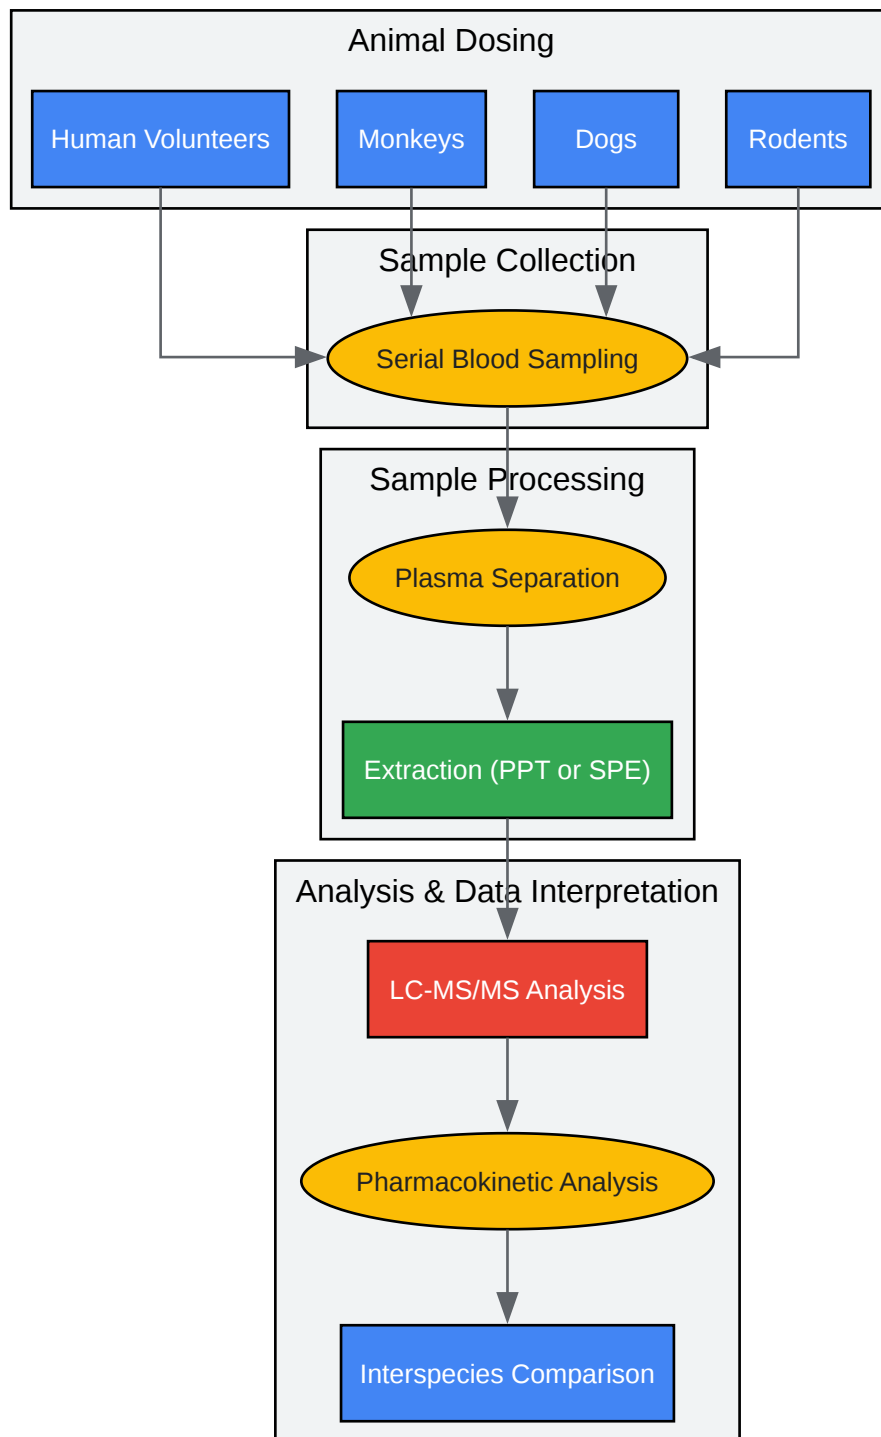 Animal Dosing
Human Volunteers
Monkeys
Dogs
Rodents
Sample Collection
Serial Blood Sampling
Sample Processing
Plasma Separation
Extraction (PPT or SPE)
Analysis & Data Interpretation
LC-MS/MS Analysis
Pharmacokinetic Analysis
Interspecies Comparison